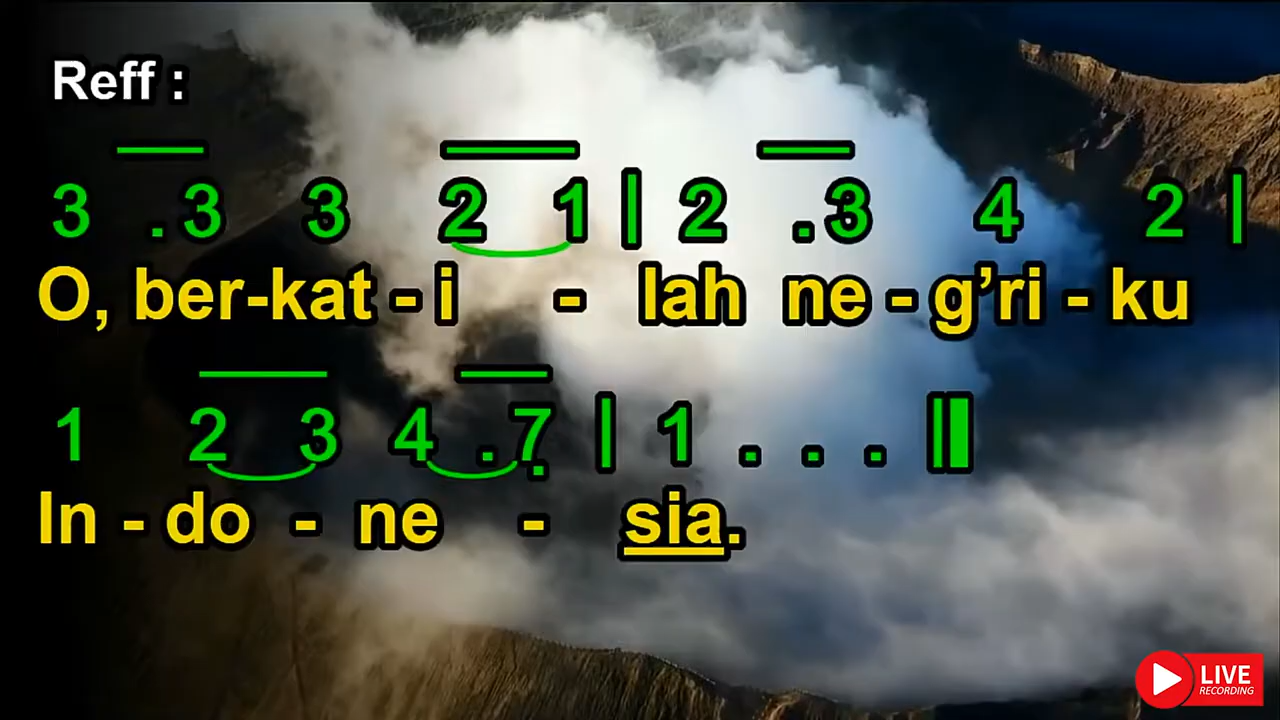 Reff :
3 . 3 3 2 1 | 2 . 3 4 2 |
O, ber-kat - i - lah ne - g’ri - ku
1 2 3 4 . 7 | 1 . . . ||
In - do - ne - sia.
LIVE
RECORDING